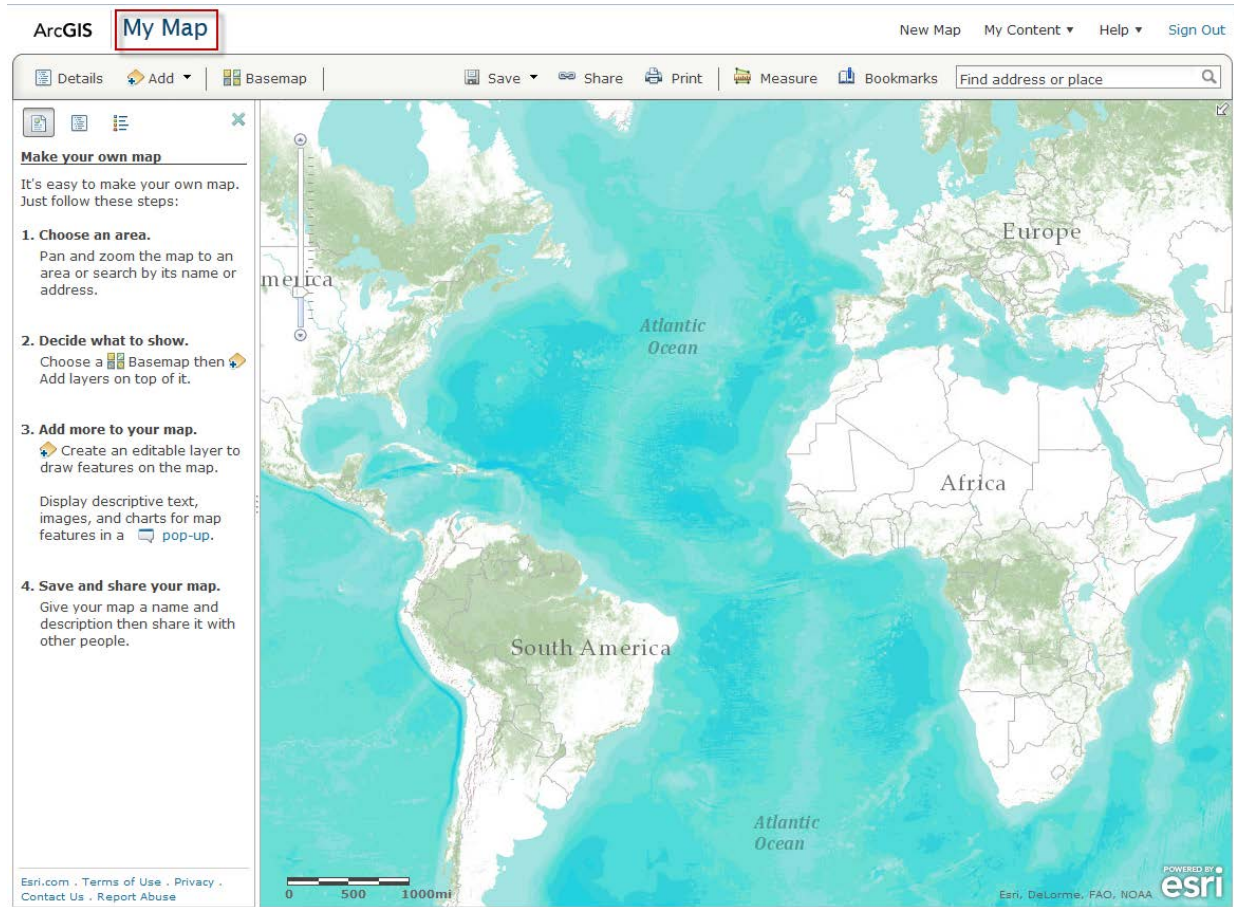 ArcGIS My Map New Map My Content Help Sign Out
Details Add Basemap Save Share Print Measure Bookmarks Find address or place
Make your own map
It's easy to make your own map.
Just follow these steps:
1. Choose an area.
Pan and zoom the map to an
area or search by its name or
address.
2. Decide what to show.
Choose a Basemap then
Add layers on top of it.
3. Add more to your map.
Create an editable layer to
draw features on the map.
Display descriptive text,
images, and charts for map
features in a pop-up.
4. Save and share your map.
Give your map a name and
description then share it with
other people.
Esri.com . Terms of Use . Privacy .
Contact Us . Report Abuse
merica
Europe
Atlantic
Ocean
Africa
South America
Atlantic
Ocean
0 500 1000mi
Esri, DeLorme, FAO, NOAA
POWERED BY
esri